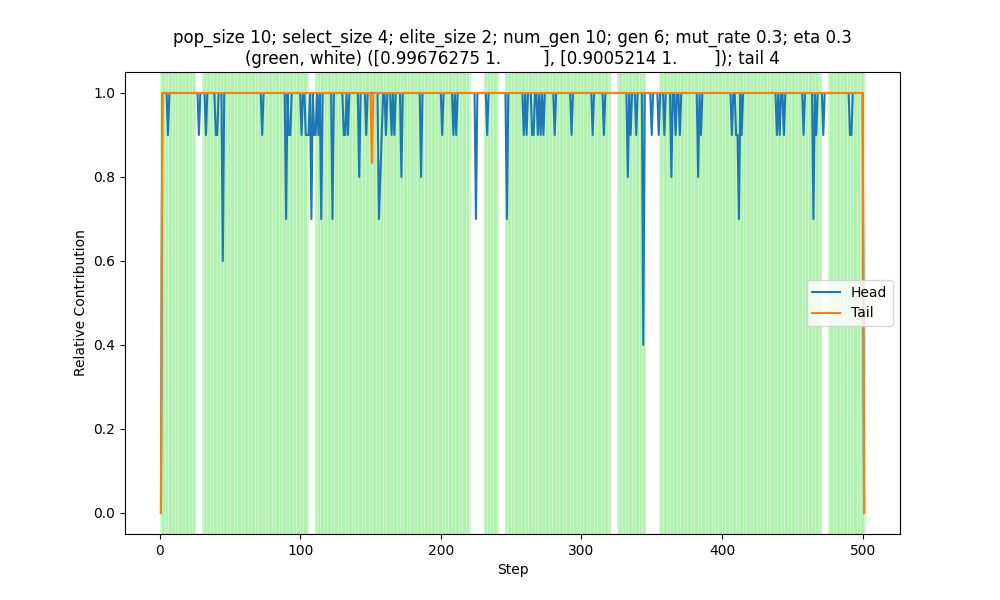 pop_size 10; select_size 4; elite_size 2; num_gen 10; gen 6; mut_rate 0.3; eta 0.3
(green, white) ([0.99676275 1.        ], [0.9005214 1.        ]); tail 4
1.0
0.8
0.6
0.4
0.2
0.0
Relative Contribution
Head
Tail
0 100 200 300 400 500
Step